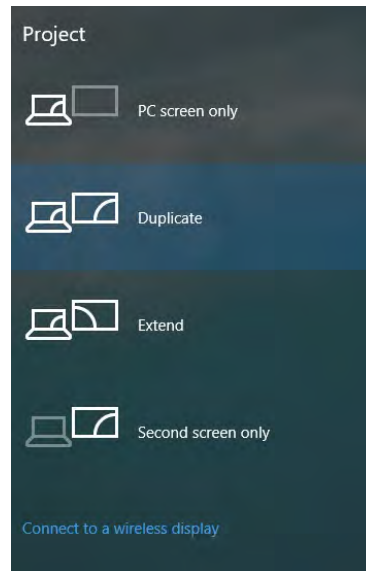 Project
PC screen only
Duplicate
Extend
Second screen only
Connect to a wireless display